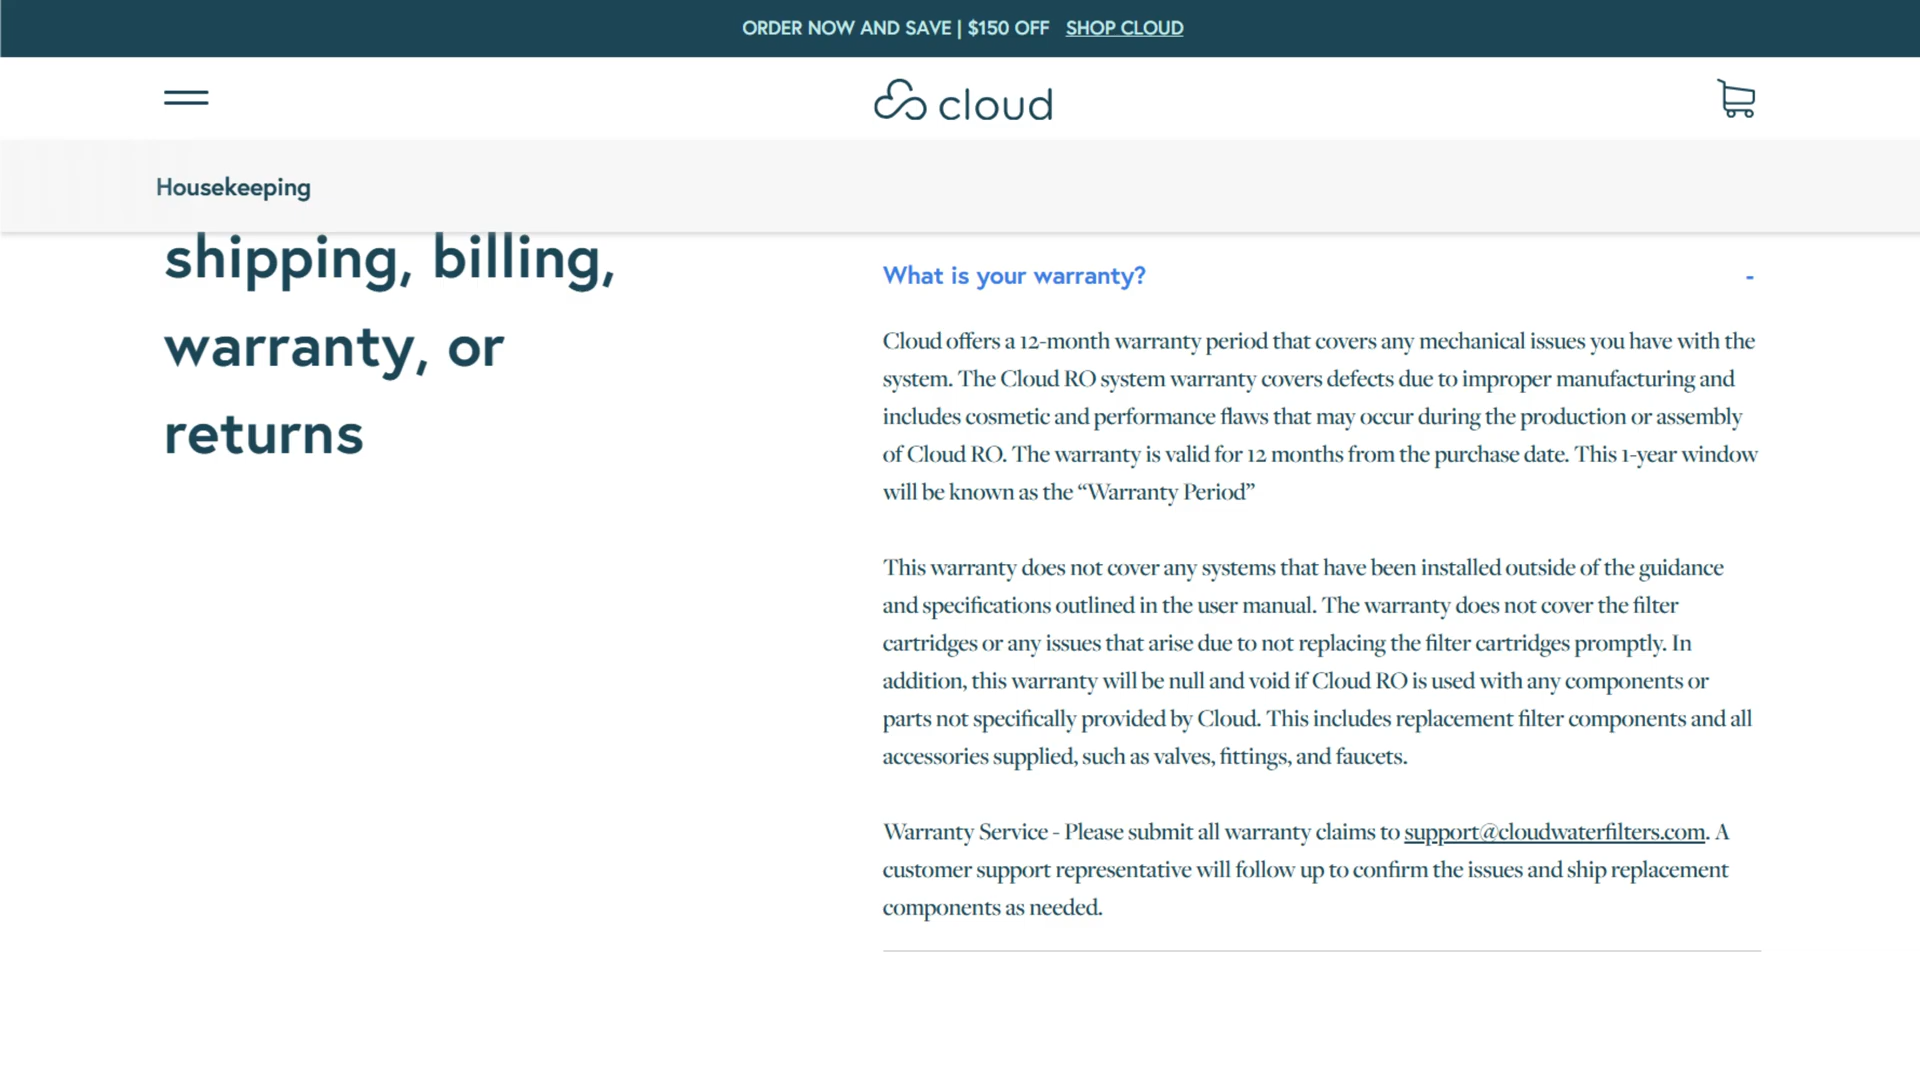 ORDER NOW AND SAVE | $150 OFF SHOP CLOUD
cloud
Housekeeping
shipping, billing,
warranty, or
returns
What is your warranty? -
Cloud offers a 12-month warranty period that covers any mechanical issues you have with the
system. The Cloud RO system warranty covers defects due to improper manufacturing and
includes cosmetic and performance flaws that may occur during the production or assembly
of Cloud RO. The warranty is valid for 12 months from the purchase date. This 1-year window
will be known as the “Warranty Period”
This warranty does not cover any systems that have been installed outside of the guidance
and specifications outlined in the user manual. The warranty does not cover the filter
cartridges or any issues that arise due to not replacing the filter cartridges promptly. In
addition, this warranty will be null and void if Cloud RO is used with any components or
parts not specifically provided by Cloud. This includes replacement filter components and all
accessories supplied, such as valves, fittings, and faucets.
Warranty Service - Please submit all warranty claims to support@cloudwaterfilters.com. A
customer support representative will follow up to confirm the issues and ship replacement
components as needed.